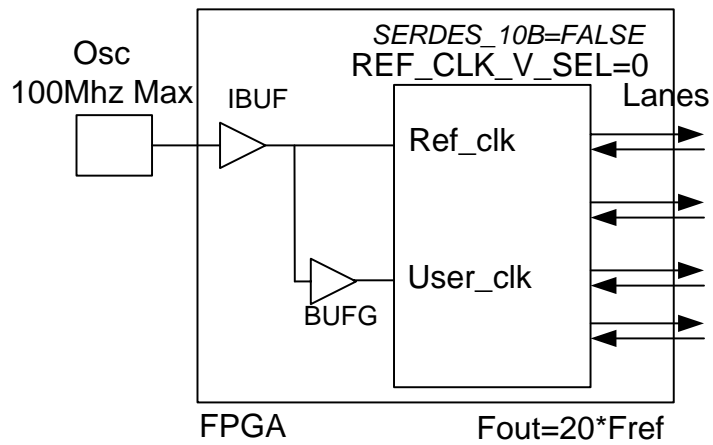 SERDES_10B=FALSE
REF_CLK_V_SEL=0
Osc
100Mhz Max
IBUF
Lanes
Ref_clk
User_clk
BUFG
FPGA
Fout=20*Fref